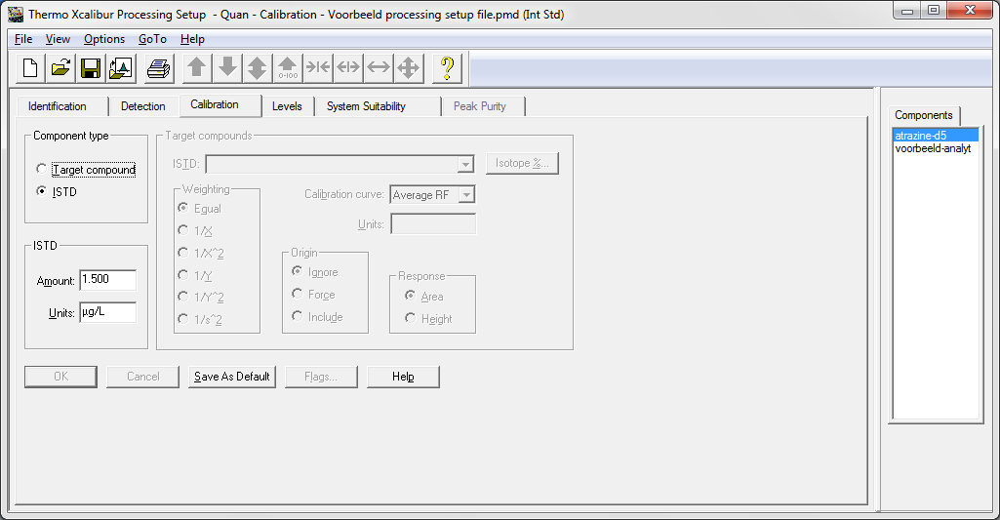 Thermo Xcalibur Processing Setup - Quan - Calibration - Voorbeeld processing setup file.pmd (Int Std)
File View Options GoTo Help
0-100
Identification Detection Calibration Levels System Suitability Peak Purity
Components
atrazine-d5
voorbeeld-analyt
Component type
Target compound
ISTD
ISTD
Amount: 1.500
Units: µg/L
Target compounds
ISTD: Isotope %...
Weighting
Equal
1/X
1/X^2
1/Y
1/Y^2
1/s^2
Calibration curve: Average RF
Units:
Origin
Ignore
Force
Include
Response
Area
Height
OK Cancel Save As Default Flags... Help